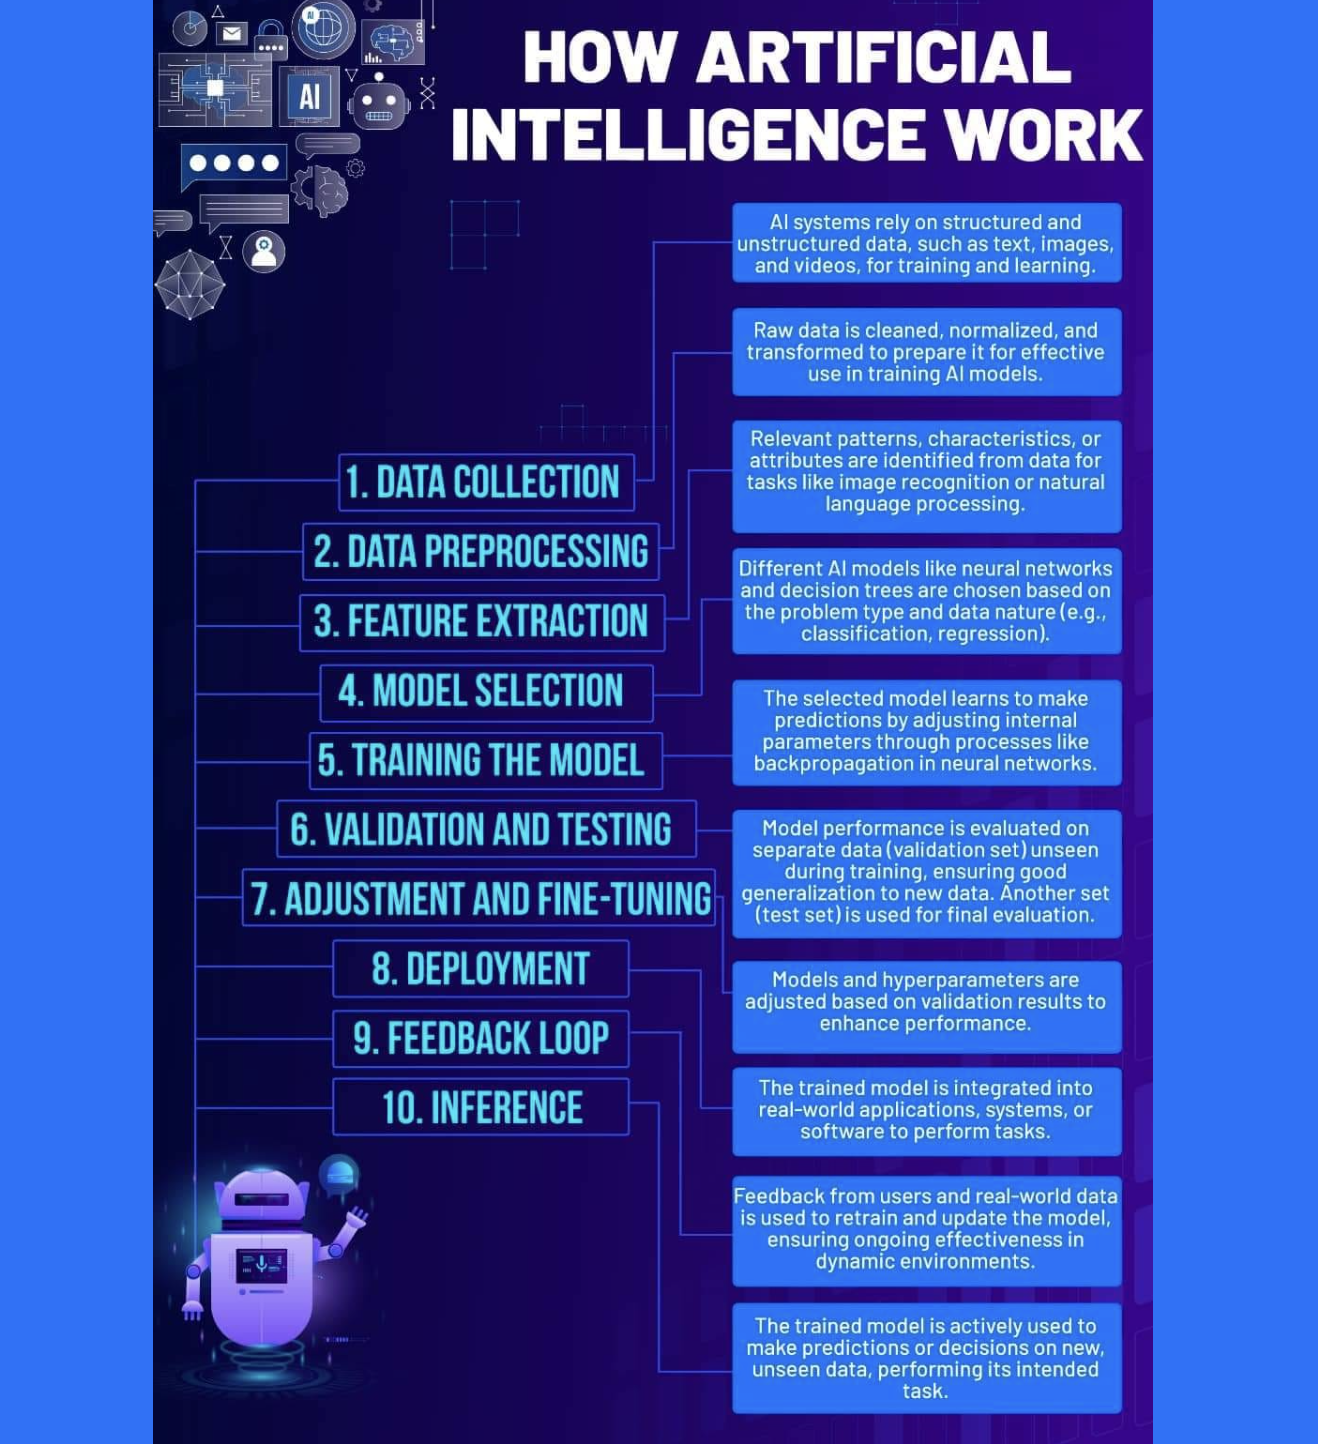 HOW ARTIFICIAL
INTELLIGENCE WORK
AI
AI
1. DATA COLLECTION
AI systems rely on structured and
unstructured data, such as text, images,
and videos, for training and learning.
2. DATA PREPROCESSING
Raw data is cleaned, normalized, and
transformed to prepare it for effective
use in training AI models.
3. FEATURE EXTRACTION
Relevant patterns, characteristics, or
attributes are identified from data for
tasks like image recognition or natural
language processing.
4. MODEL SELECTION
Different AI models like neural networks
and decision trees are chosen based on
the problem type and data nature (e.g.,
classification, regression).
5. TRAINING THE MODEL
The selected model learns to make
predictions by adjusting internal
parameters through processes like
backpropagation in neural networks.
6. VALIDATION AND TESTING
Model performance is evaluated on
separate data (validation set) unseen
during training, ensuring good
generalization to new data. Another set
(test set) is used for final evaluation.
7. ADJUSTMENT AND FINE-TUNING
Models and hyperparameters are
adjusted based on validation results to
enhance performance.
8. DEPLOYMENT
The trained model is integrated into
real-world applications, systems, or
software to perform tasks.
9. FEEDBACK LOOP
Feedback from users and real-world data
is used to retrain and update the model,
ensuring ongoing effectiveness in
dynamic environments.
10. INFERENCE
The trained model is actively used to
make predictions or decisions on new,
unseen data, performing its intended
task.